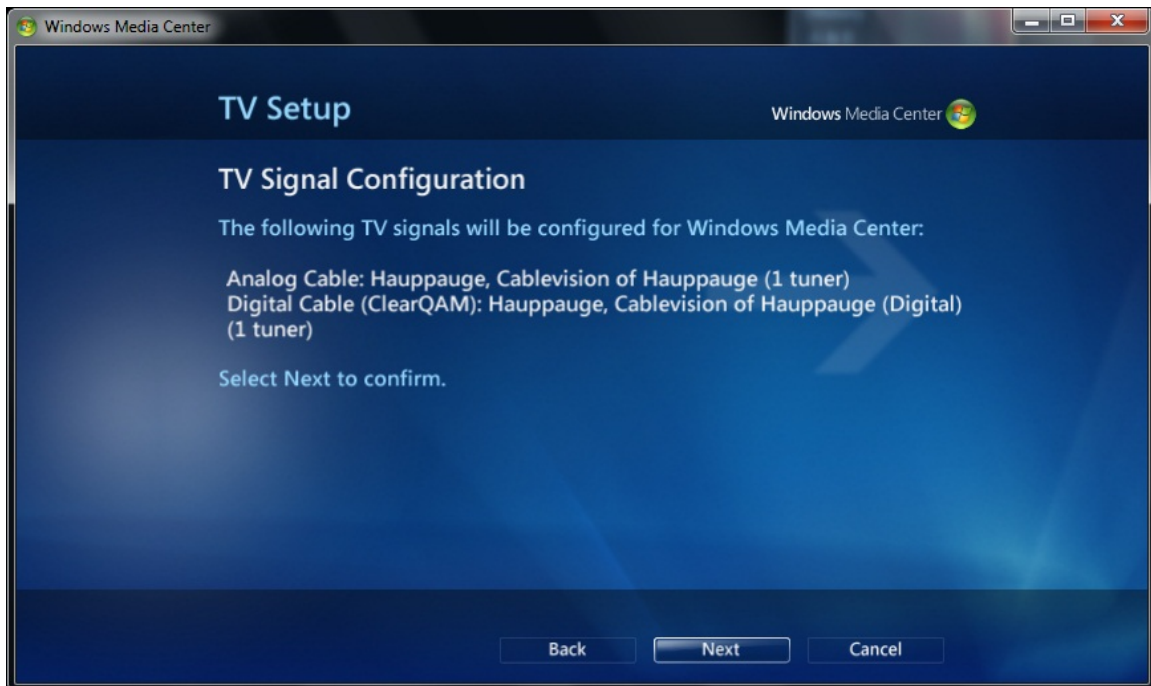 Windows Media Center
TV Setup
Windows Media Center
TV Signal Configuration
The following TV signals will be configured for Windows Media Center:
Analog Cable: Hauppauge, Cablevision of Hauppauge (1 tuner)
Digital Cable (ClearQAM): Hauppauge, Cablevision of Hauppauge (Digital)
(1 tuner)
Select Next to confirm.
Back Next Cancel